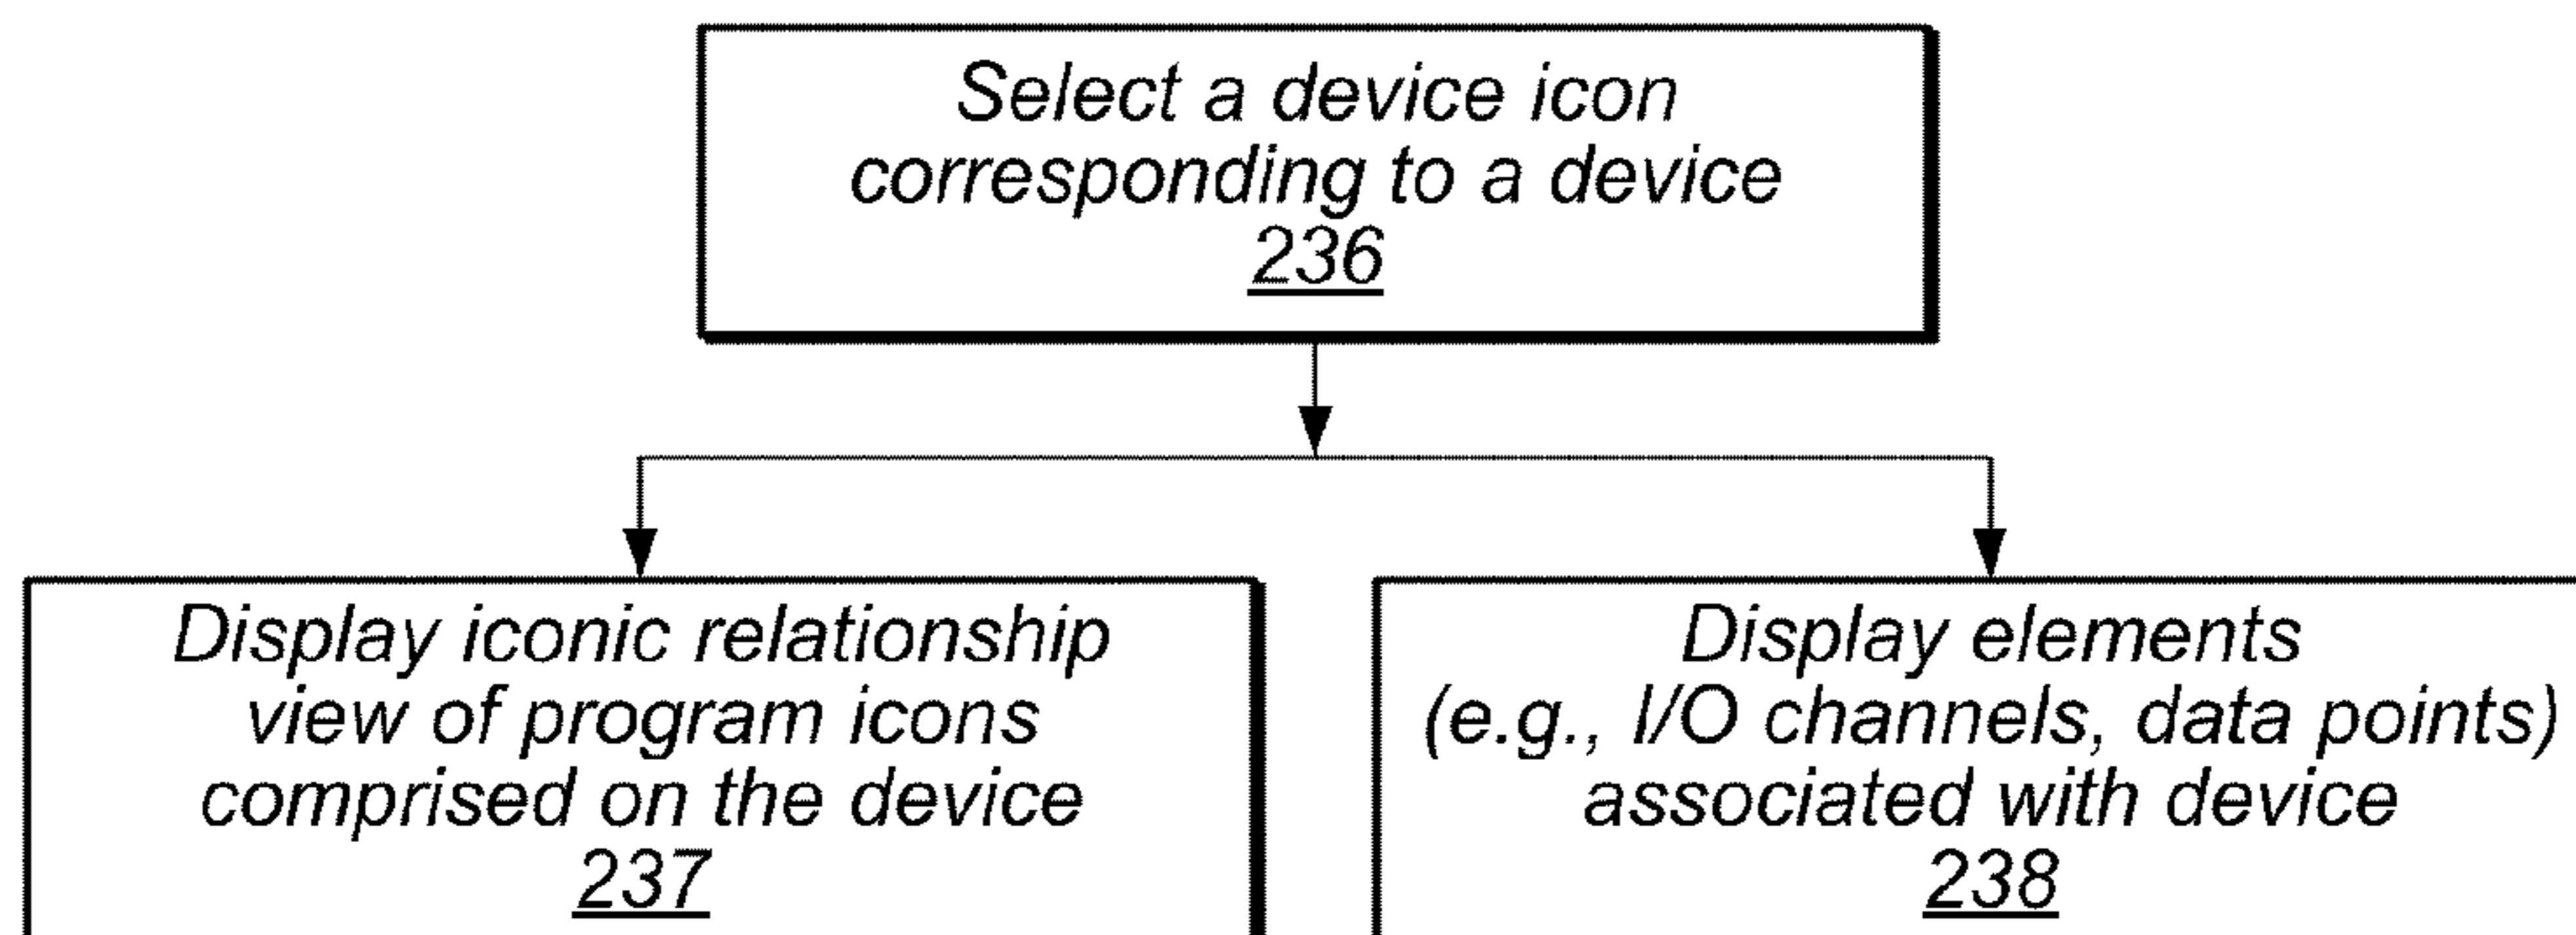 Select a device icon
corresponding to a device
236
Display iconic relationship
view of program icons
comprised on the device
237
Display elements
(e.g., I/O channels, data points)
associated with device
238